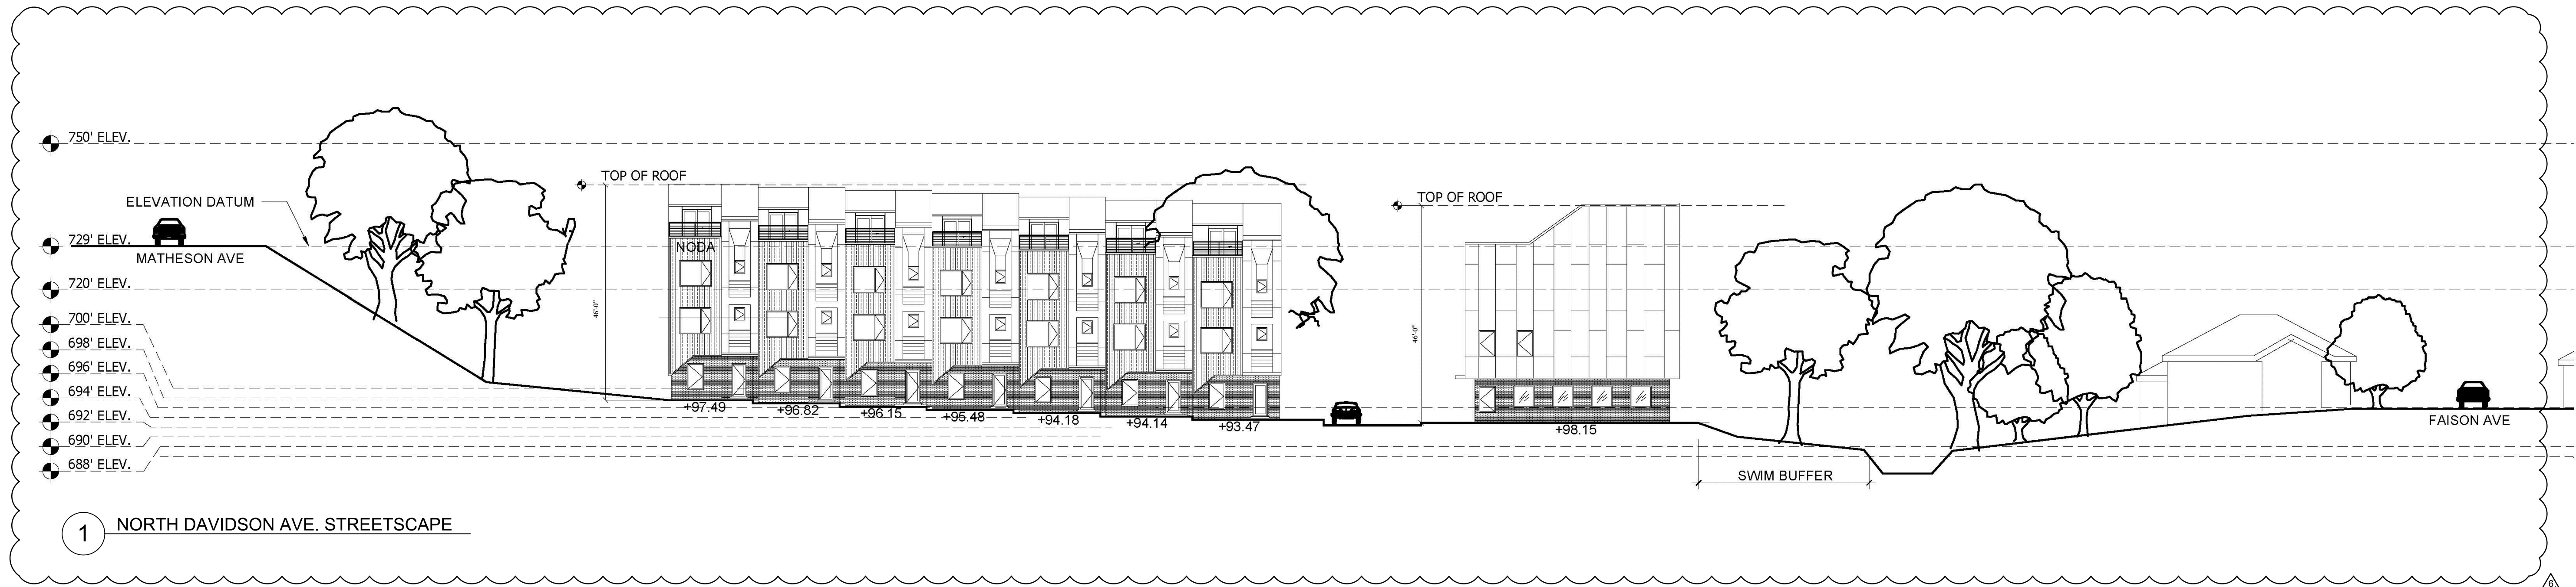 750' ELEV.
TOP OF ROOF
TOP OF ROOF
ELEVATION DATUM
729' ELEV.
MATHESON AVE
NODA
720' ELEV.
46'-0"
46'-0"
700' ELEV.
698' ELEV.
696' ELEV.
694' ELEV.
692' ELEV.
690' ELEV.
688' ELEV.
+97.49
+96.82
+96.15
+95.48
+94.18
+94.14
+93.47
+98.15
FAISON AVE
SWIM BUFFER
1
NORTH DAVIDSON AVE. STREETSCAPE
6